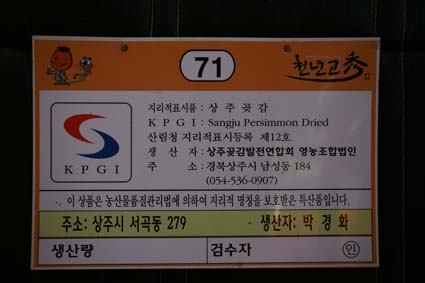 71
천년고秀
지리적표시품 : 상 주 곶 감
K P G I : Sangju Persimmon Dried
산림청 지리적표시등록 제12호
생 산 자 : 상주곶감발전연합회 영농조합법인
주 소 : 경북상주시 남성동 184
(054-536-0907)
K P G I
· 이 상품은 농산물품질관리법에 의하여 지리적 명칭을 보호받은 특산품입니다.
주소: 상주시 서곡동 279 · 생산자: 박 경 화
생산량 검수자 인